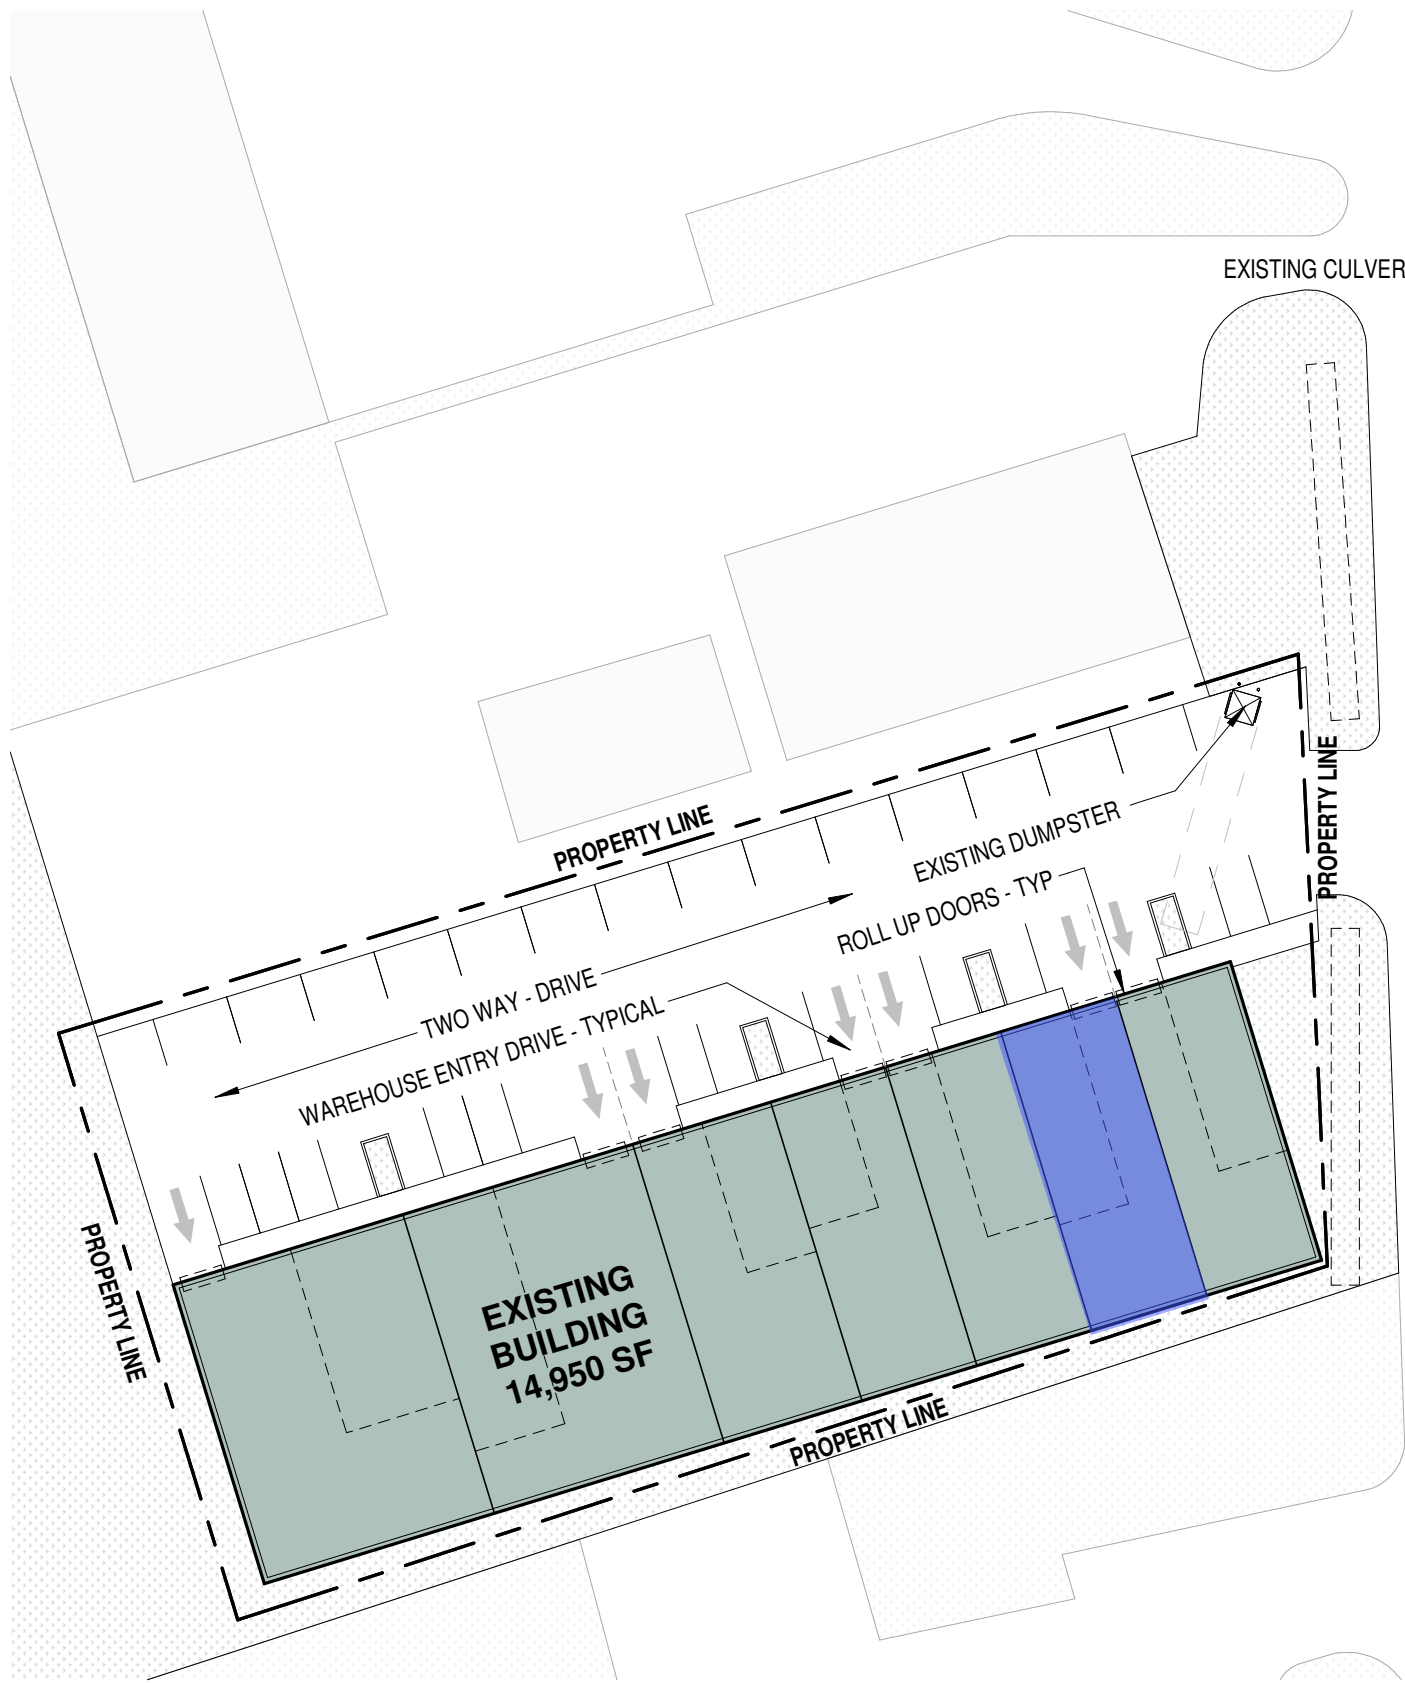 EXISTING CULVER
PROPERTY LINE
PROPERTY LINE
EXISTING DUMPSTER
ROLL UP DOORS - TYP
TWO WAY - DRIVE
WAREHOUSE ENTRY DRIVE - TYPICAL
PROPERTY LINE
EXISTING
BUILDING
14,950 SF
PROPERTY LINE